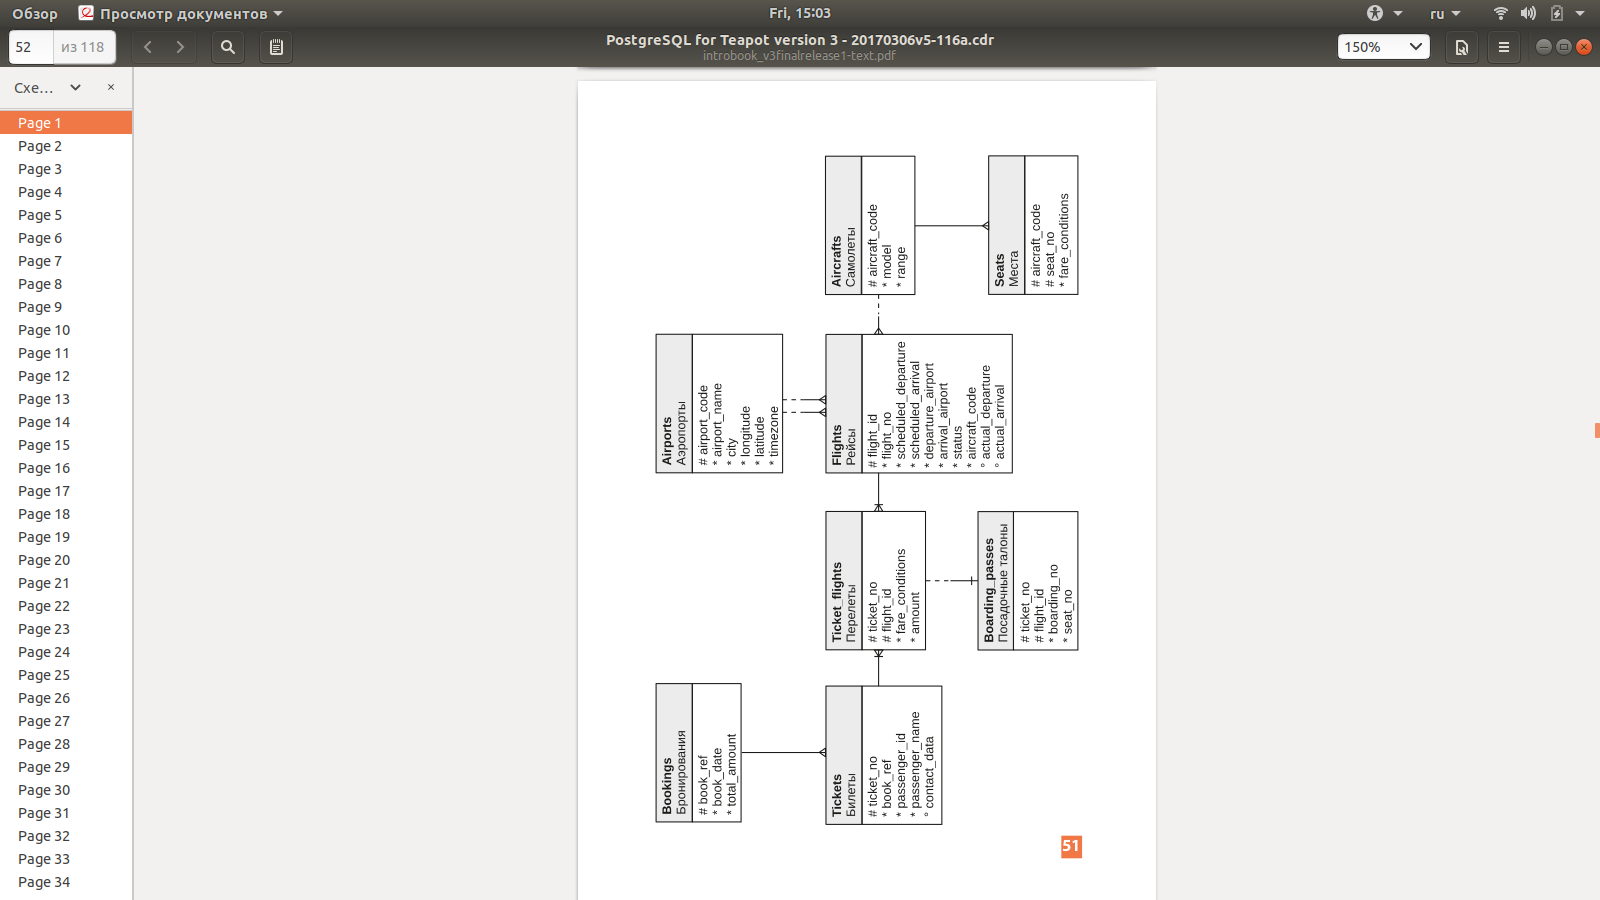 Обзор
Просмотр документов
Fri, 15:03
ru
52
из 118
PostgreSQL for Teapot version 3 - 20170306v5-116a.cdr
introbook_v3finalrelease1-text.pdf
150%
Схе...
Page 1
Page 2
Page 3
Page 4
Page 5
Page 6
Page 7
Page 8
Page 9
Page 10
Page 11
Page 12
Page 13
Page 14
Page 15
Page 16
Page 17
Page 18
Page 19
Page 20
Page 21
Page 22
Page 23
Page 24
Page 25
Page 26
Page 27
Page 28
Page 29
Page 30
Page 31
Page 32
Page 33
Page 34
Bookings
Бронирования
# book_ref
* book_date
* total_amount
Airports
Аэропорты
# airport_code
* airport_name
* city
* longitude
* latitude
* timezone
Tickets
Билеты
# ticket_no
* book_ref
* passenger_id
* passenger_name
° contact_data
Ticket_flights
Перелеты
# ticket_no
# flight_id
* fare_conditions
* amount
Flights
Рейсы
# flight_id
* flight_no
* scheduled_departure
* scheduled_arrival
* departure_airport
* arrival_airport
* status
* aircraft_code
° actual_departure
° actual_arrival
Aircrafts
Самолеты
# aircraft_code
* model
* range
Boarding_passes
Посадочные талоны
# ticket_no
# flight_id
* boarding_no
* seat_no
Seats
Места
# aircraft_code
# seat_no
* fare_conditions
51